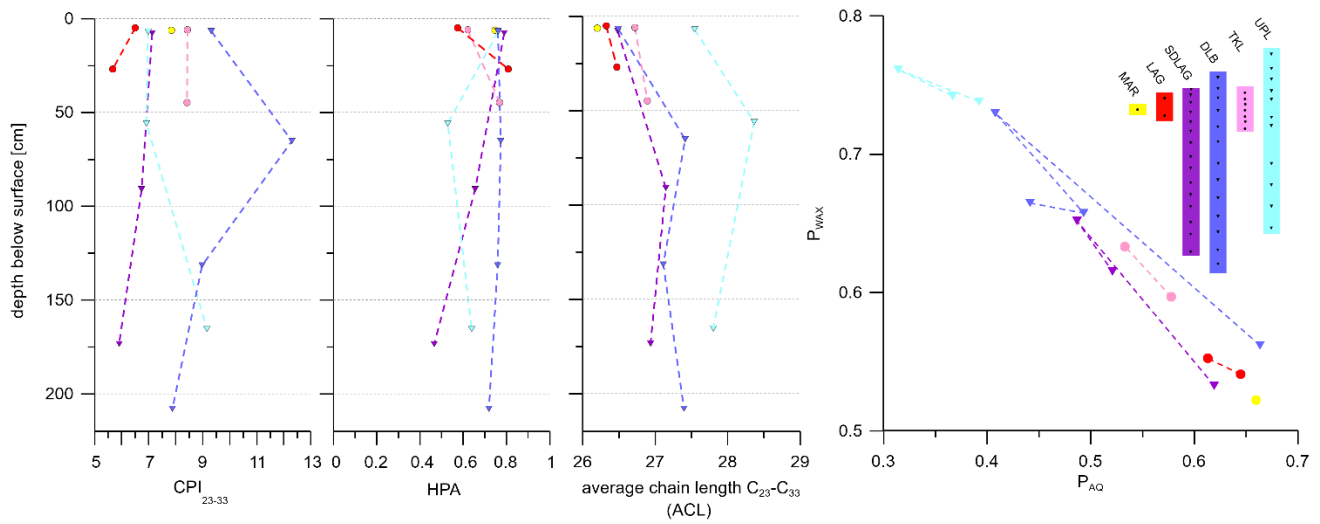 0
50
100
150
200
depth below surface [cm]
5 7 9 11 13
CPI23-33
0 0.2 0.4 0.6 0.8 1
HPA
26 27 28 29
average chain length C23-C33
(ACL)
0.8
0.7
0.6
0.5
PWAX
0.3 0.4 0.5 0.6 0.7
PAQ
MAR
LAG
SDLAG
DLB
TKL
UPL